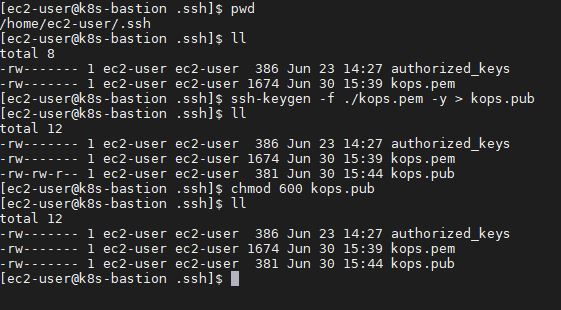 [ec2-user@k8s-bastion .ssh]$ pwd
/home/ec2-user/.ssh
[ec2-user@k8s-bastion .ssh]$ ll
total 8
-rw------- 1 ec2-user ec2-user  386 Jun 23 14:27 authorized_keys
-rw------- 1 ec2-user ec2-user 1674 Jun 30 15:39 kops.pem
[ec2-user@k8s-bastion .ssh]$ ssh-keygen -f ./kops.pem -y > kops.pub
[ec2-user@k8s-bastion .ssh]$ ll
total 12
-rw------- 1 ec2-user ec2-user  386 Jun 23 14:27 authorized_keys
-rw------- 1 ec2-user ec2-user 1674 Jun 30 15:39 kops.pem
-rw-rw-r-- 1 ec2-user ec2-user  381 Jun 30 15:44 kops.pub
[ec2-user@k8s-bastion .ssh]$ chmod 600 kops.pub
[ec2-user@k8s-bastion .ssh]$ ll
total 12
-rw------- 1 ec2-user ec2-user  386 Jun 23 14:27 authorized_keys
-rw------- 1 ec2-user ec2-user 1674 Jun 30 15:39 kops.pem
-rw------- 1 ec2-user ec2-user  381 Jun 30 15:44 kops.pub
[ec2-user@k8s-bastion .ssh]$